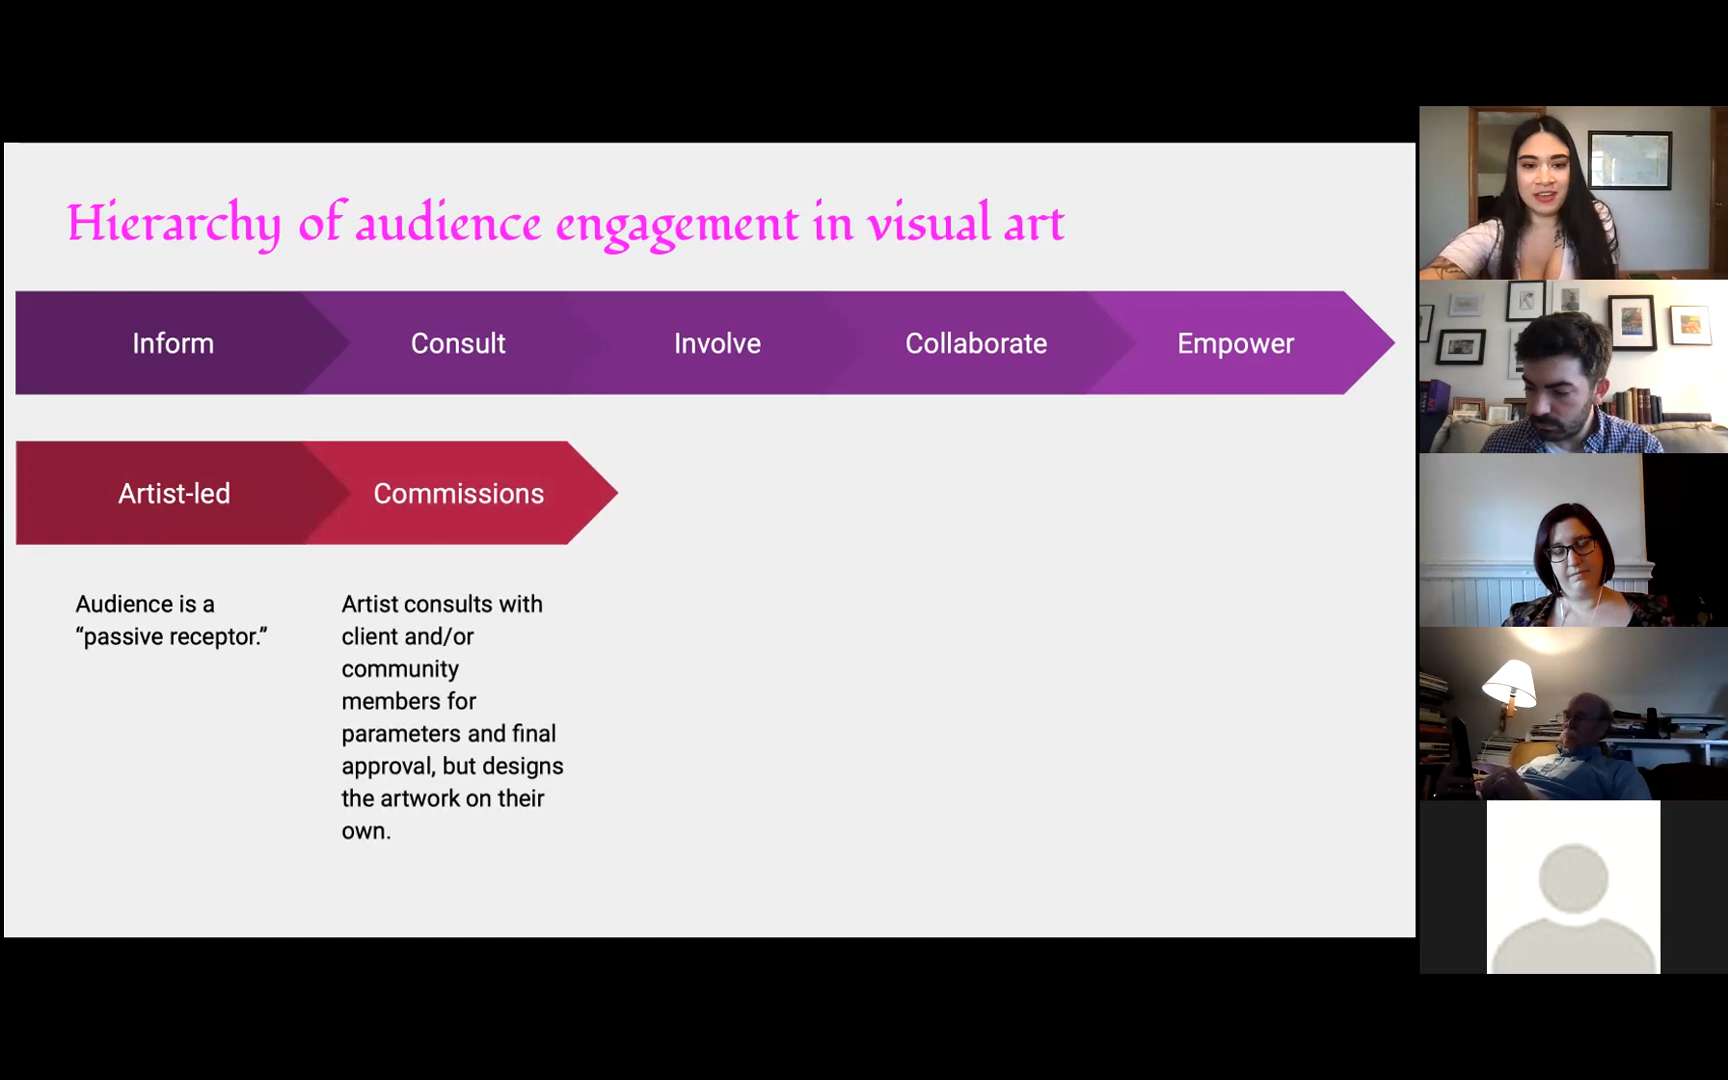 Hierarchy of audience engagement in visual art
Inform
Consult
Involve
Collaborate
Empower
Artist-led
Commissions
Audience is a
“passive receptor.”
Artist consults with
client and/or
community
members for
parameters and final
approval, but designs
the artwork on their
own.